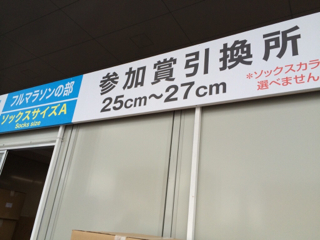 フルマラソンの部
ソックスサイズA
Socks size
参加賞引換所
25cm～27cm
*ソックスカラ
選べません